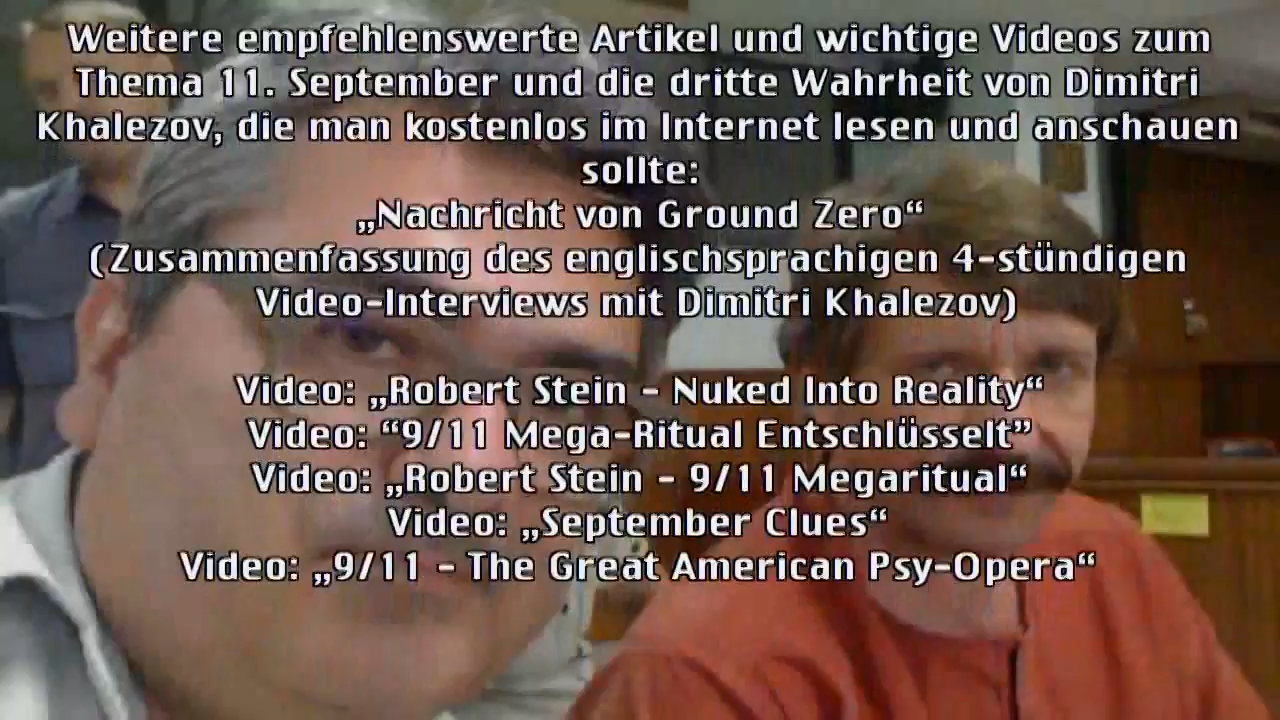 Weitere empfehlenswerte Artikel und wichtige Videos zum
Thema 11. September und die dritte Wahrheit von Dimitri
Khalezov, die man kostenlos im Internet lesen und anschauen
sollte:
„Nachricht von Ground Zero“
(Zusammenfassung des englischsprachigen 4-stündigen
Video-Interviews mit Dimitri Khalezov)
Video: „Robert Stein - Nuked Into Reality“
Video: “9/11 Mega-Ritual Entschlüsselt”
Video: „Robert Stein - 9/11 Megaritual“
Video: „September Clues“
Video: „9/11 - The Great American Psy-Opera“